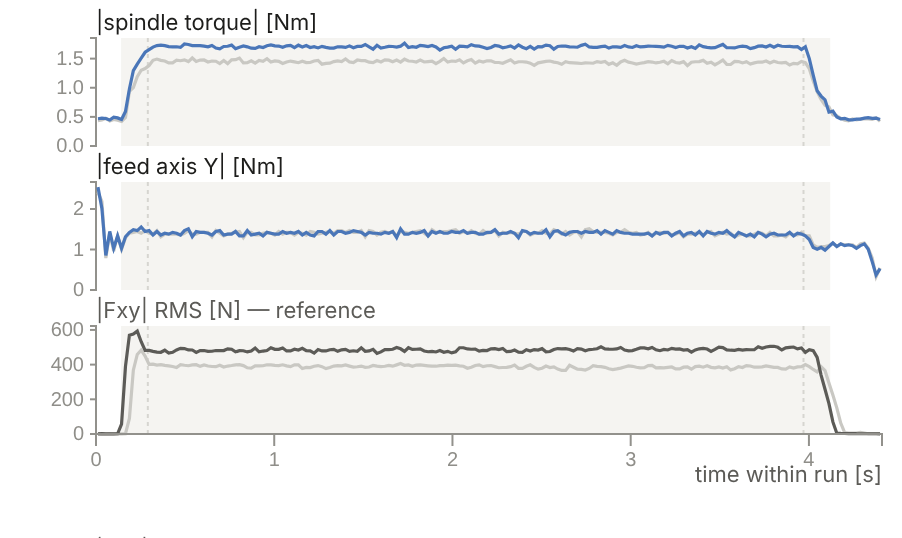 |spindle torque| [Nm]
1.5
1.0
0.5
0.0
|feed axis Y| [Nm]
2
1
0
|Fxy| RMS [N] — reference
600
400
200
0
0 1 2 3 4
time within run [s]